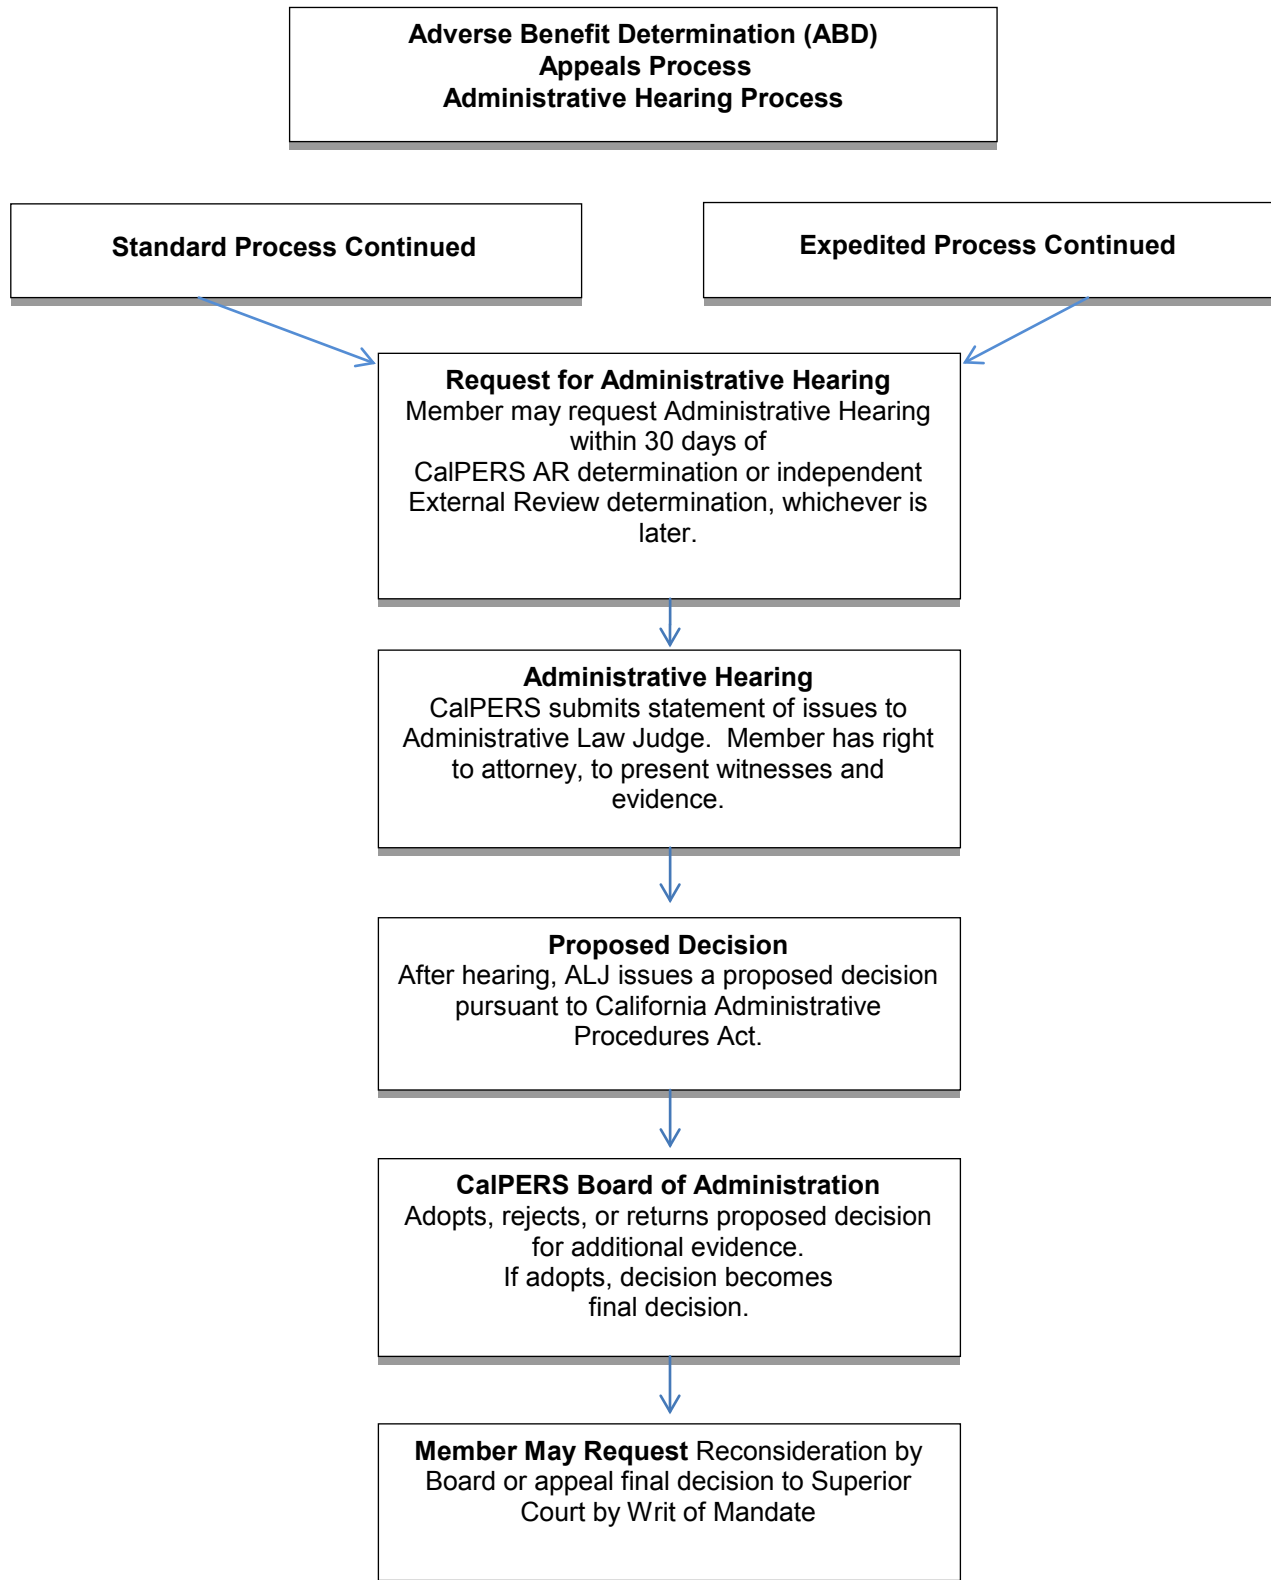 Adverse Benefit Determination (ABD)
Appeals Process
Administrative Hearing Process
Standard Process Continued
Expedited Process Continued
Request for Administrative Hearing
Member may request Administrative Hearing
within 30 days of
CalPERS AR determination or independent
External Review determination, whichever is
later.
Administrative Hearing
CalPERS submits statement of issues to
Administrative Law Judge.  Member has right
to attorney, to present witnesses and
evidence.
Proposed Decision
After hearing, ALJ issues a proposed decision
pursuant to California Administrative
Procedures Act.
CalPERS Board of Administration
Adopts, rejects, or returns proposed decision
for additional evidence.
If adopts, decision becomes
final decision.
Member May Request Reconsideration by
Board or appeal final decision to Superior
Court by Writ of Mandate